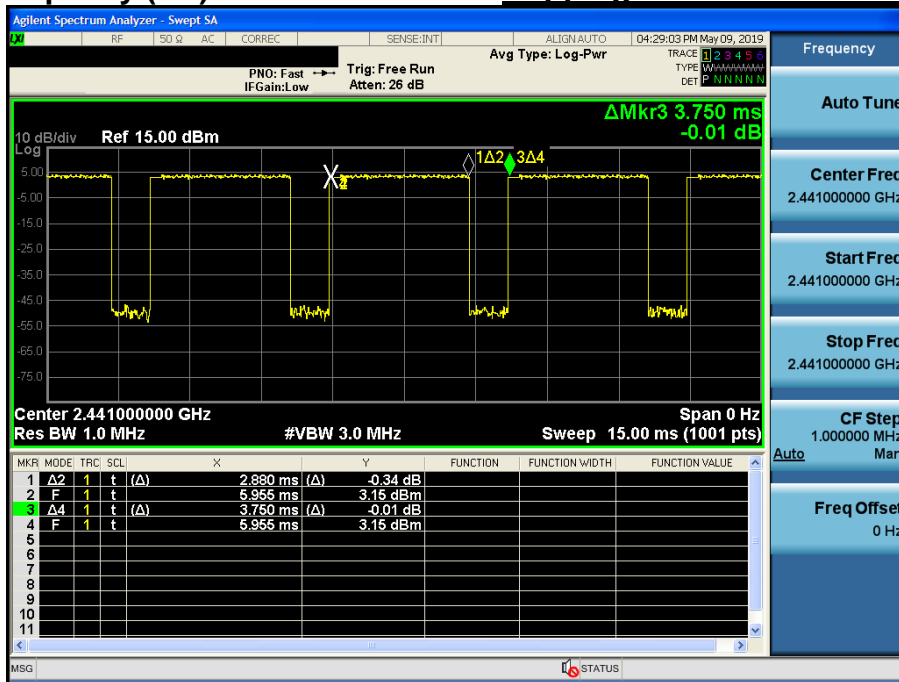 Agilent Spectrum Analyzer - Swept SA
LXI RF 50 Ω AC CORREC SENSE:INT ALIGN AUTO 04:29:03 PM May 09, 2019
Frequency
PNO: Fast
IFGain:Low
Trig: Free Run
Atten: 26 dB
Avg Type: Log-Pwr
TRACE 1 2 3 4 5 6
TYPE WWWWWW
DET P N N N N N
Auto Tune
ΔMkr3 3.750 ms
-0.01 dB
10 dB/div Ref 15.00 dBm
Log
1Δ2 3Δ4
5.00
-5.00
-15.0
-25.0
-35.0
-45.0
-55.0
-65.0
-75.0
Center Freq
2.441000000 GHz
Start Freq
2.441000000 GHz
Stop Freq
2.441000000 GHz
Center 2.441000000 GHz Span 0 Hz
Res BW 1.0 MHz #VBW 3.0 MHz Sweep 15.00 ms (1001 pts)
CF Step
1.000000 MHz
Auto Man
MKR MODE TRC SCL X Y FUNCTION FUNCTION WIDTH FUNCTION VALUE
1 Δ2 1 t (Δ) 2.880 ms (Δ) -0.34 dB
2 F 1 t 5.955 ms 3.15 dBm
3 Δ4 1 t (Δ) 3.750 ms (Δ) -0.01 dB
4 F 1 t 5.955 ms 3.15 dBm
5
6
7
8
9
10
11
Freq Offset
0 Hz
MSG STATUS